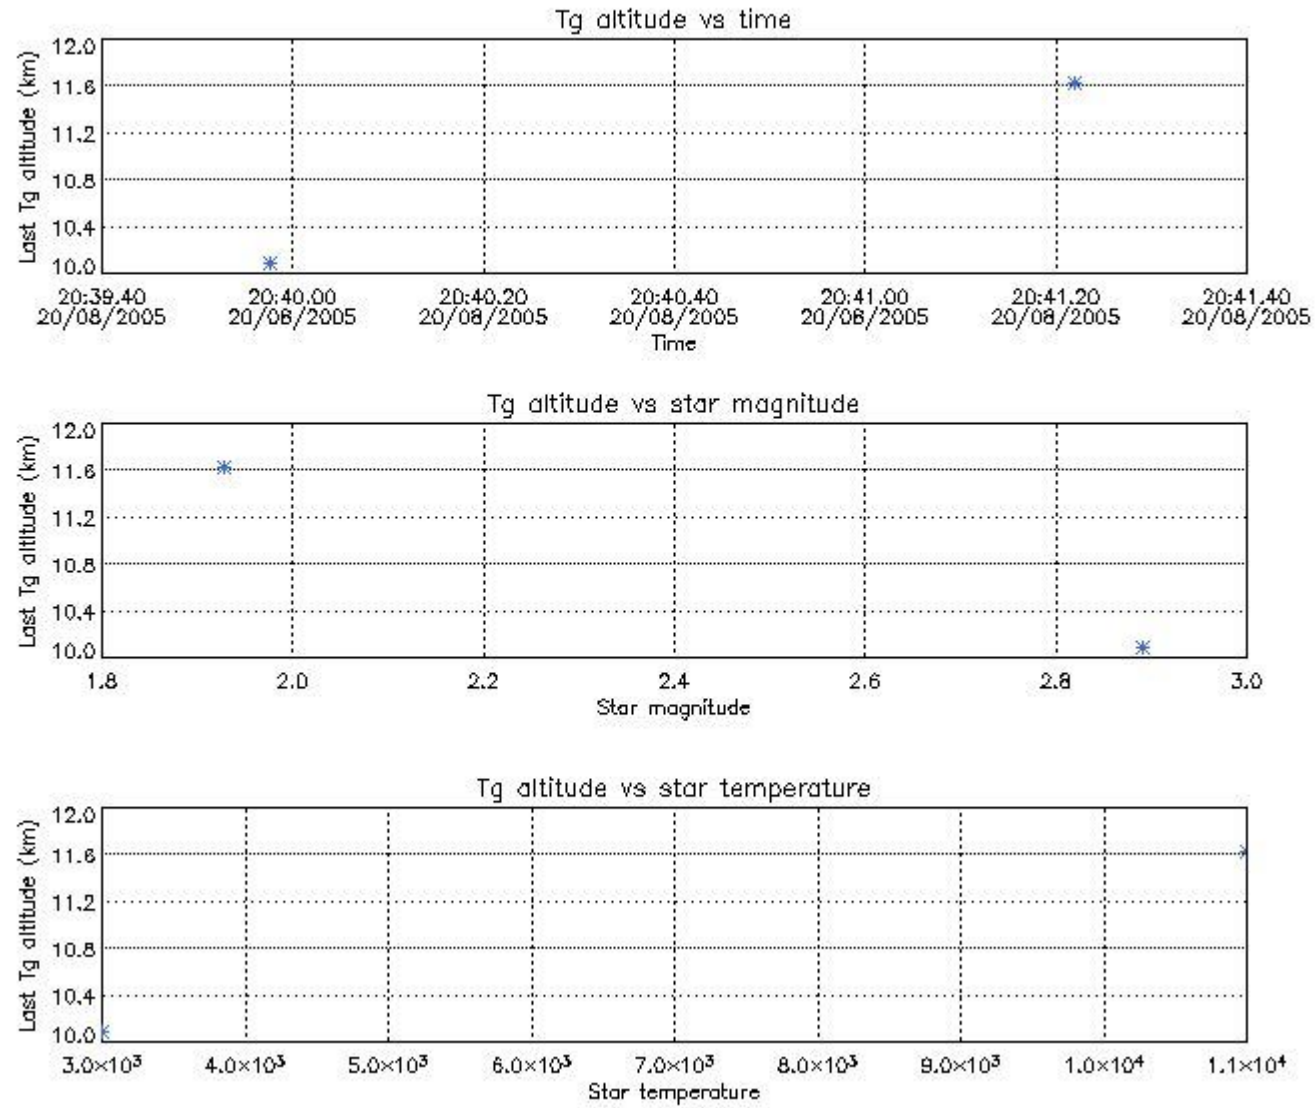 Tg altitude vs time
Last Tg altitude (km)
12.0
11.6
11.2
10.8
10.4
10.0
20:39.40 20:40.00 20:40.20 20:40.40 20:41.00 20:41.20 20:41.40
20/08/2005 20/08/2005 20/08/2005 20/08/2005 20/08/2005 20/08/2005 20/08/2005
Time
Tg altitude vs star magnitude
Last Tg altitude (km)
12.0
11.6
11.2
10.8
10.4
10.0
1.8 2.0 2.2 2.4 2.6 2.8 3.0
Star magnitude
Tg altitude vs star temperature
Last Tg altitude (km)
12.0
11.6
11.2
10.8
10.4
10.0
3.0×10³ 4.0×10³ 5.0×10³ 6.0×10³ 7.0×10³ 8.0×10³ 9.0×10³ 1.0×10⁴ 1.1×10⁴
Star temperature